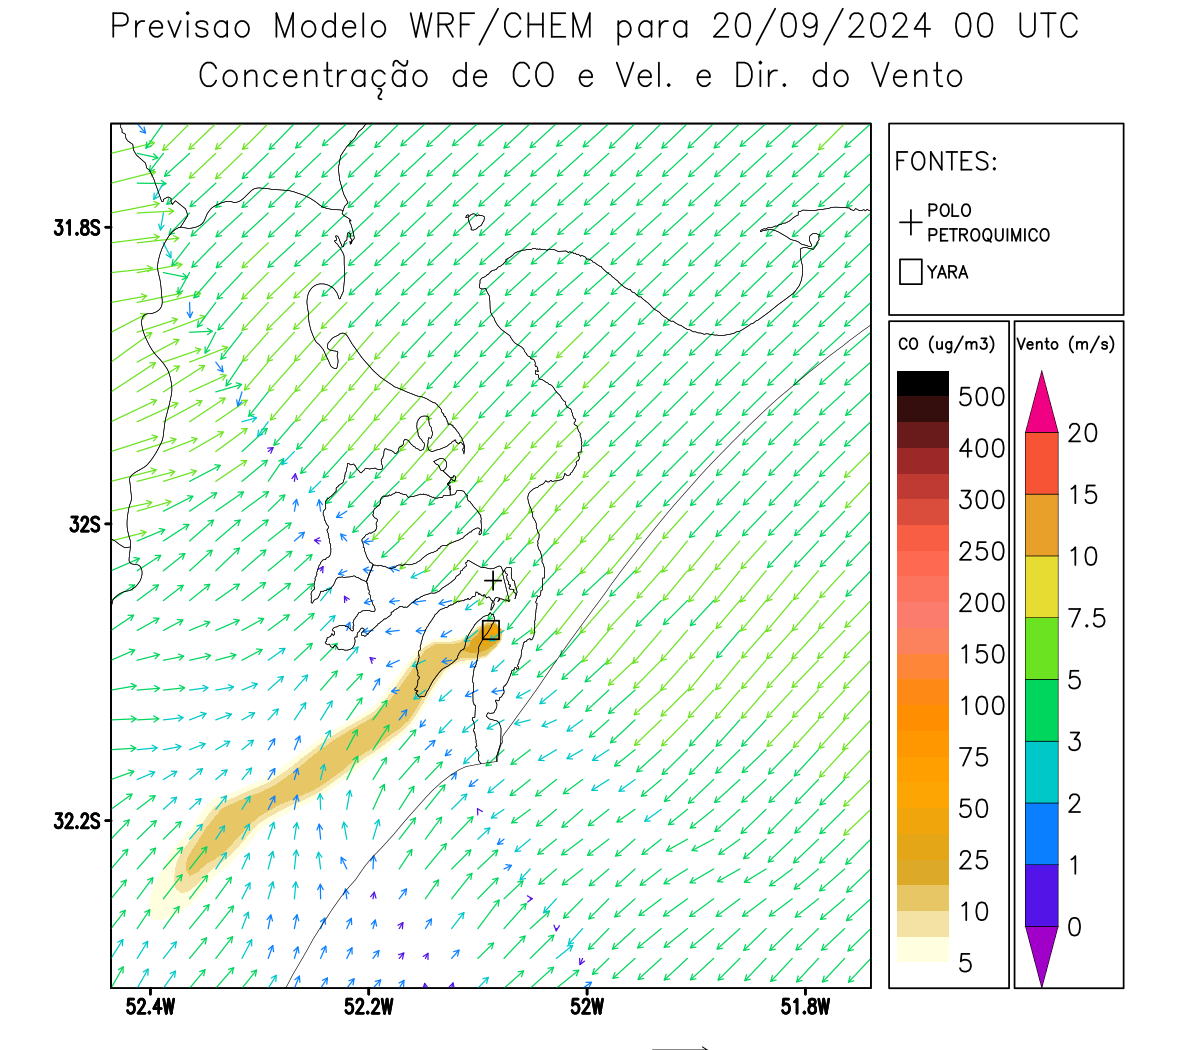 Previsao Modelo WRF/CHEM para 20/09/2024 00 UTC
Concentração de CO e Vel. e Dir. do Vento
FONTES:
POLO
PETROQUIMICO
YARA
CO (ug/m3)
500
400
300
250
200
150
100
75
50
25
10
5
Vento (m/s)
20
15
10
7.5
5
3
2
1
0
31.8S
32S
32.2S
52.4W
52.2W
52W
51.8W